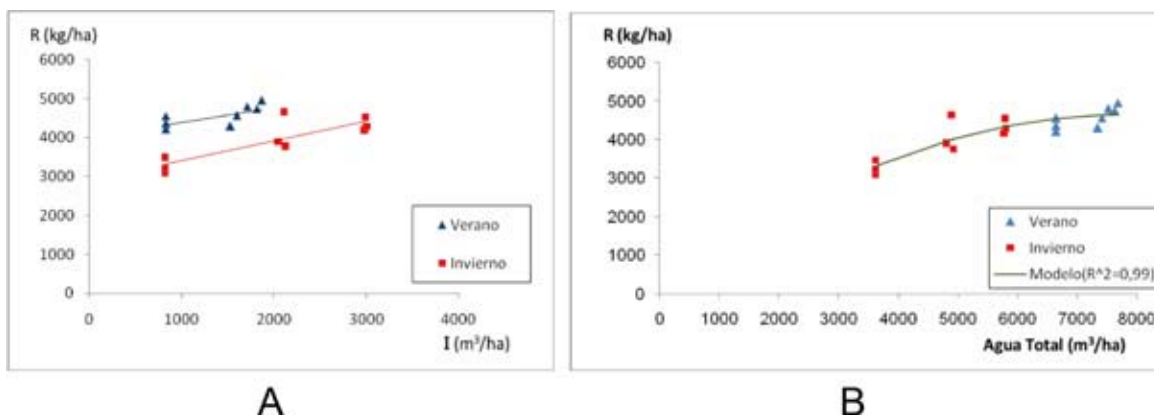 R (kg/ha)
6000
5000
4000
3000
2000
1000
0
0 1000 2000 3000 4000
I (m³/ha)
Verano
Invierno
A
R (kg/ha)
6000
5000
4000
3000
2000
1000
0
0 1000 2000 3000 4000 5000 6000 7000 8000
Agua Total (m³/ha)
Verano
Invierno
Modelo(R^2=0,99)
B